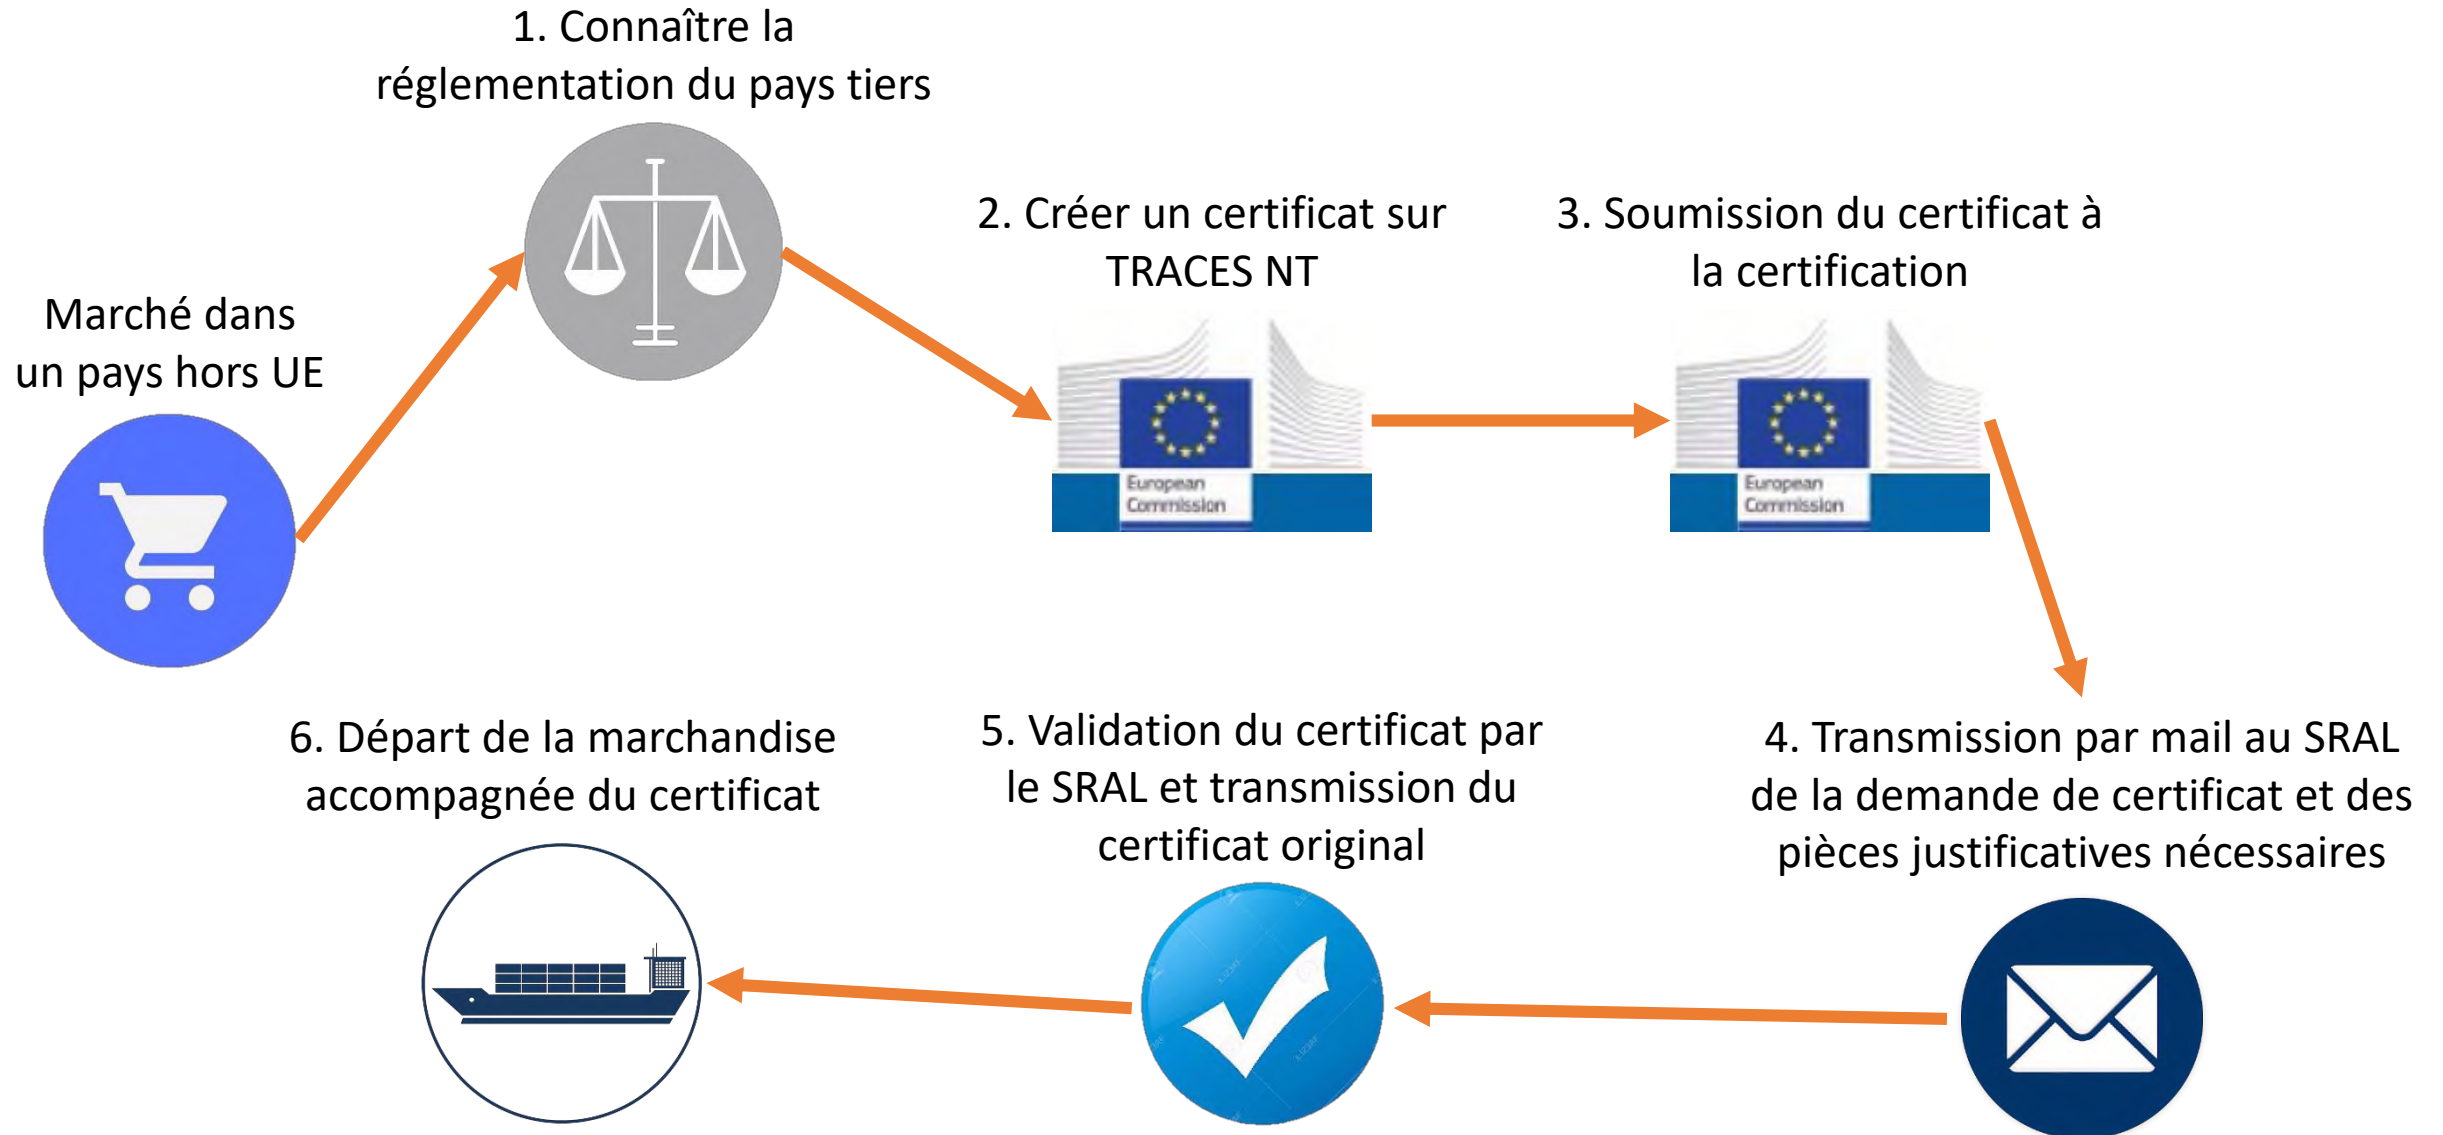 1. Connaître la
réglementation du pays tiers
2. Créer un certificat sur
TRACES NT
3. Soumission du certificat à
la certification
Marché dans
un pays hors UE
European
Commission
European
Commission
6. Départ de la marchandise
accompagnée du certificat
5. Validation du certificat par
le SRAL et transmission du
certificat original
4. Transmission par mail au SRAL
de la demande de certificat et des
pièces justificatives nécessaires